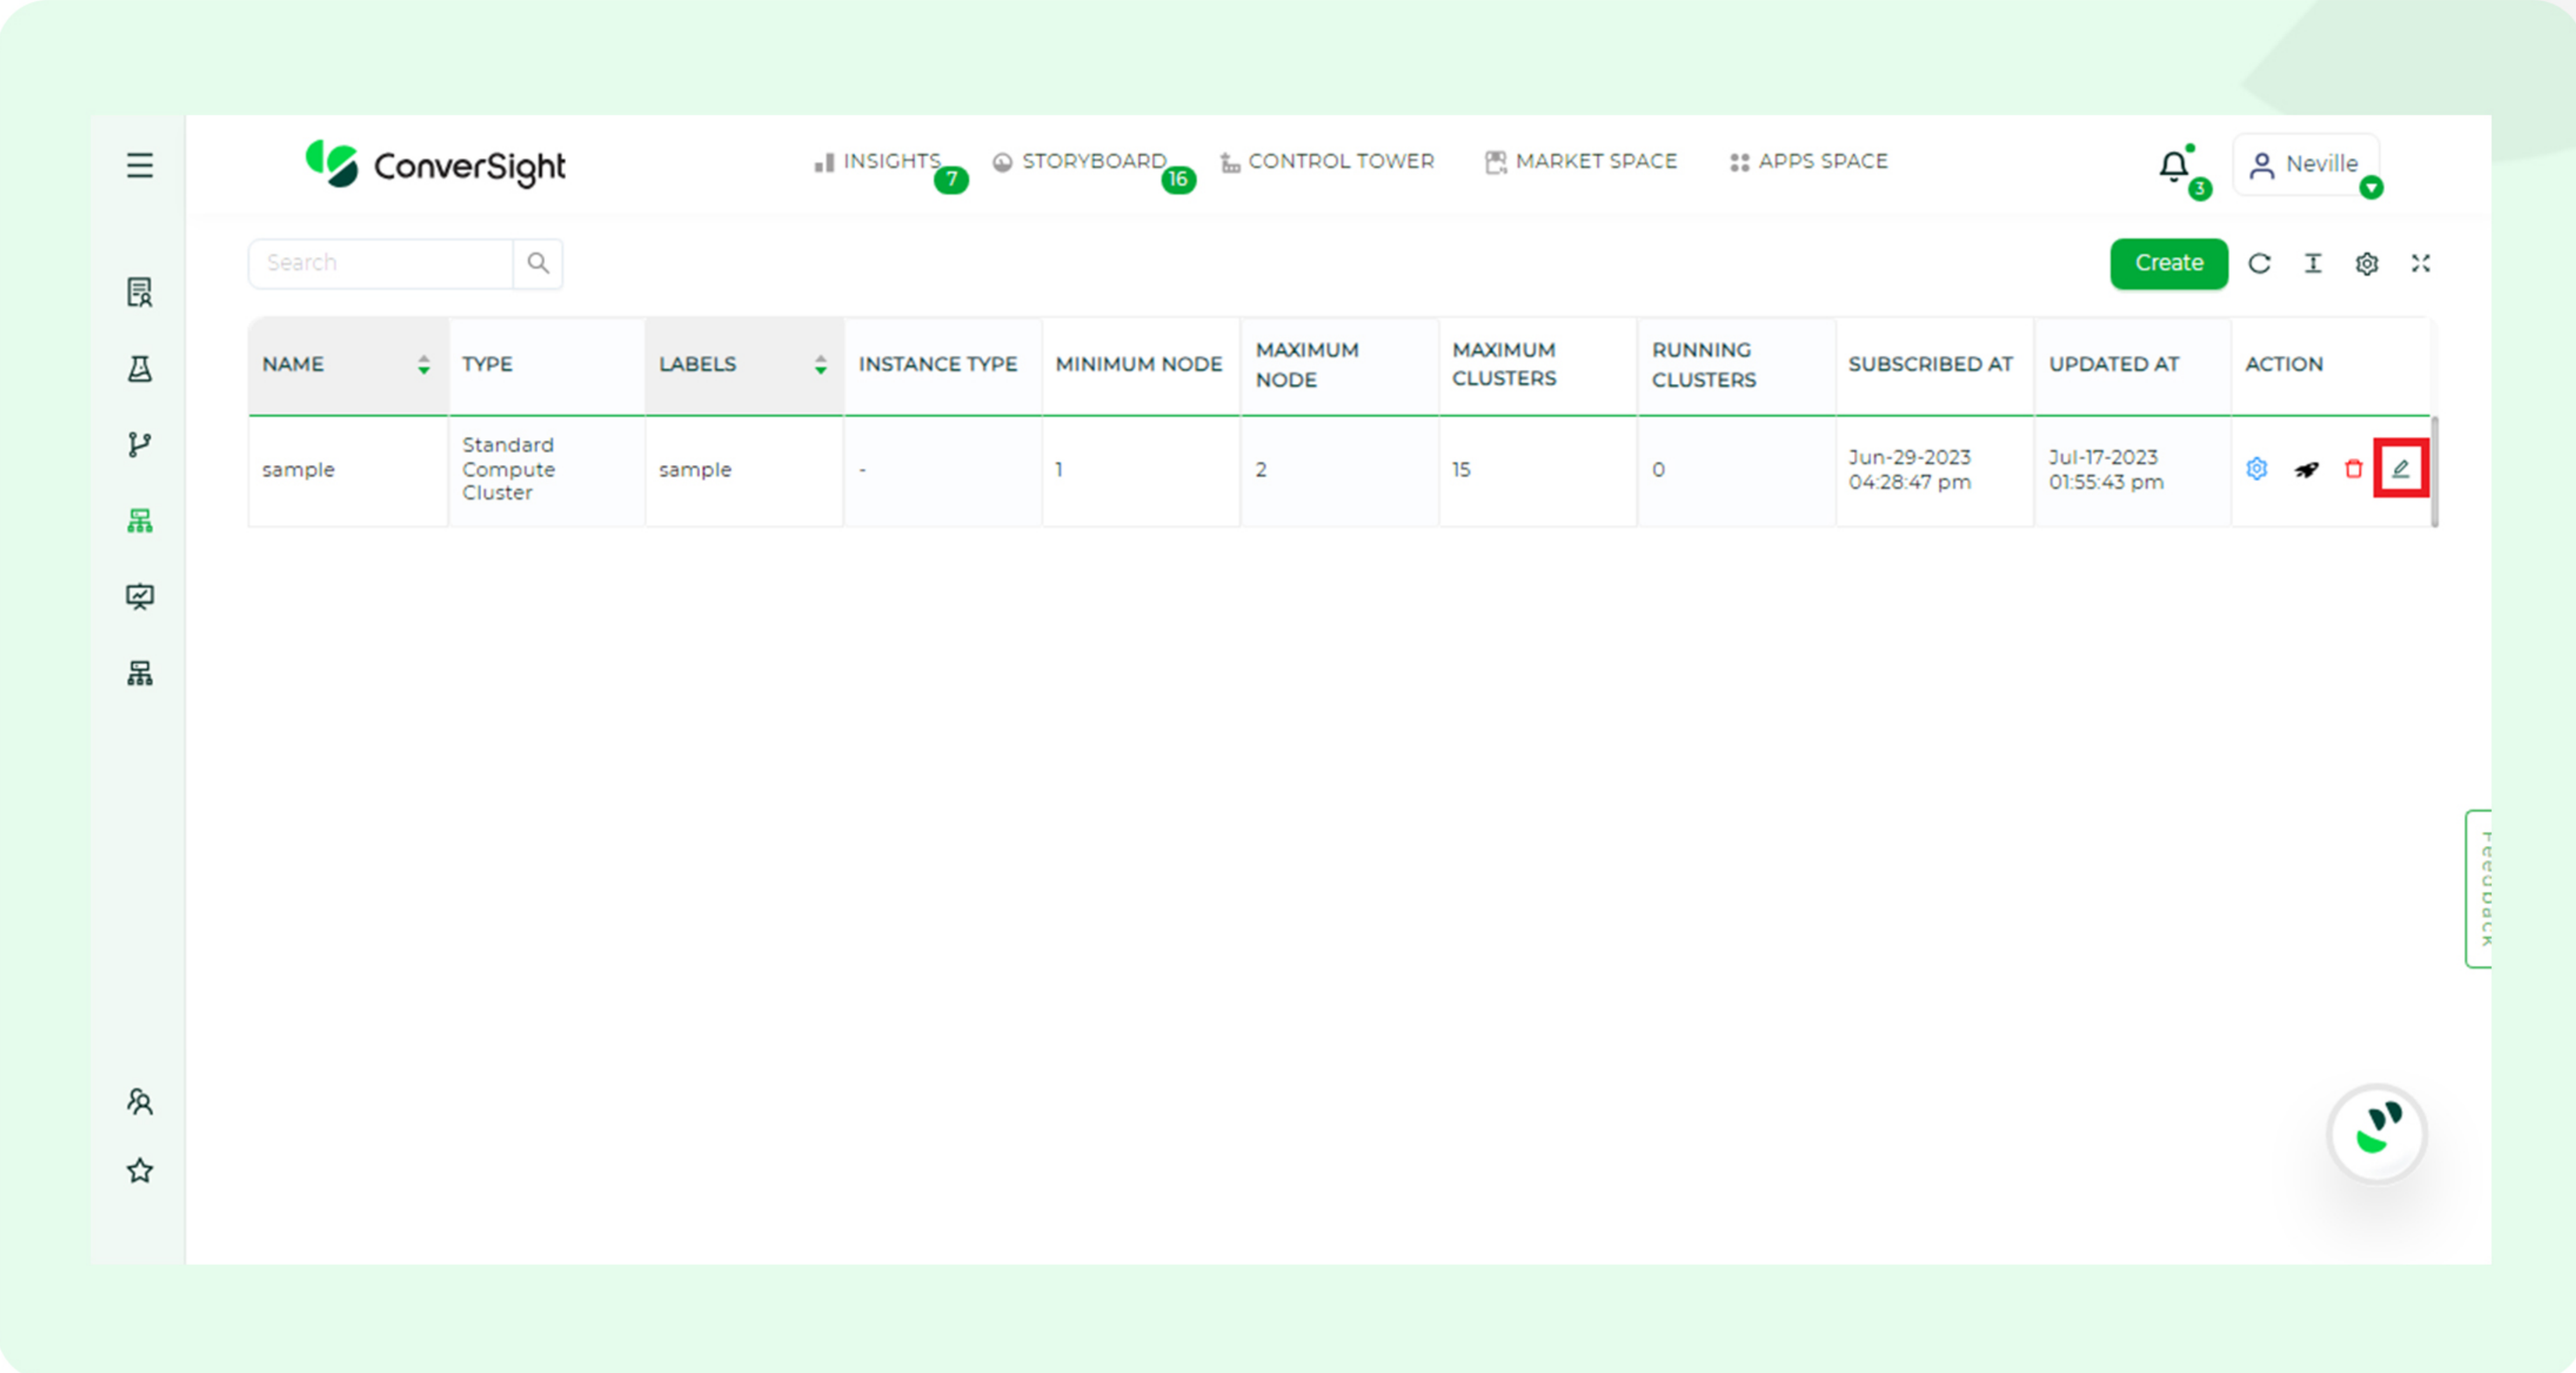 ConverSight
INSIGHTS 7
STORYBOARD 16
CONTROL TOWER
MARKET SPACE
APPS SPACE
3
Neville
Search
Create
NAME
TYPE
LABELS
INSTANCE TYPE
MINIMUM NODE
MAXIMUM
NODE
MAXIMUM
CLUSTERS
RUNNING
CLUSTERS
SUBSCRIBED AT
UPDATED AT
ACTION
sample
Standard
Compute
Cluster
sample
-
1
2
15
0
Jun-29-2023
04:28:47 pm
Jul-17-2023
01:55:43 pm
Feedback